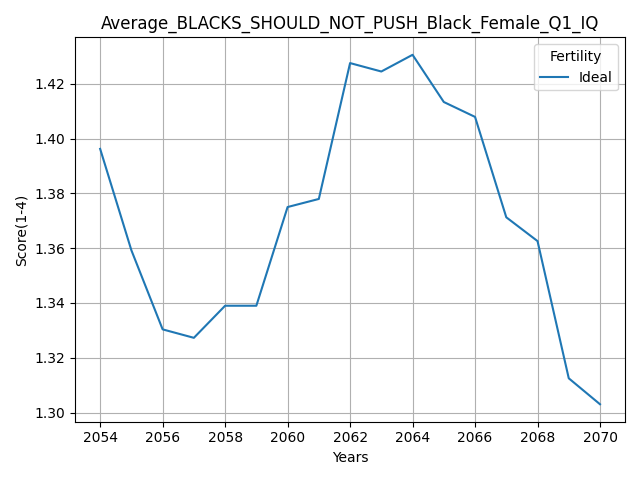 Average_BLACKS_SHOULD_NOT_PUSH_Black_Female_Q1_IQ
Fertility
Ideal
Score(1-4)
1.42
1.40
1.38
1.36
1.34
1.32
1.30
2054 2056 2058 2060 2062 2064 2066 2068 2070
Years